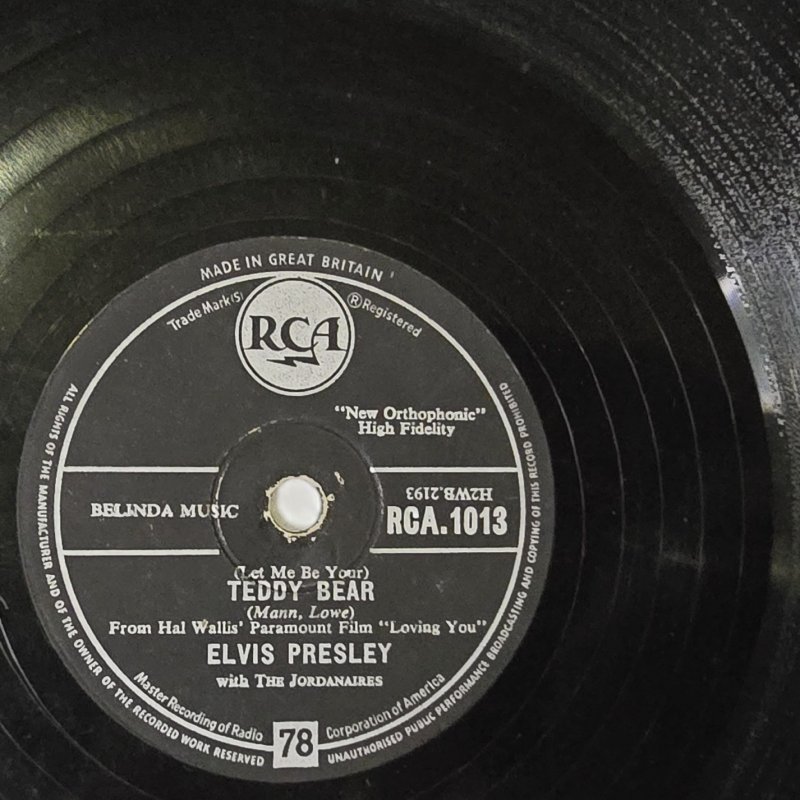 MADE IN GREAT BRITAIN
Trade Mark(S)
RCA
®Registered
"New Orthophonic"
High Fidelity
BELINDA MUSIC
H2WB.2193
RCA.1013
(Let Me Be Your)
TEDDY BEAR
(Mann, Lowe)
From Hal Wallis' Paramount Film "Loving You"
ELVIS PRESLEY
with THE JORDANAIRES
Master Recording of Radio Corporation of America
78
ALL RIGHTS OF THE MANUFACTURER AND OF THE OWNER OF THE RECORDED WORK RESERVED
UNAUTHORISED PUBLIC PERFORMANCE BROADCASTING AND COPYING OF THIS RECORD PROHIBITED